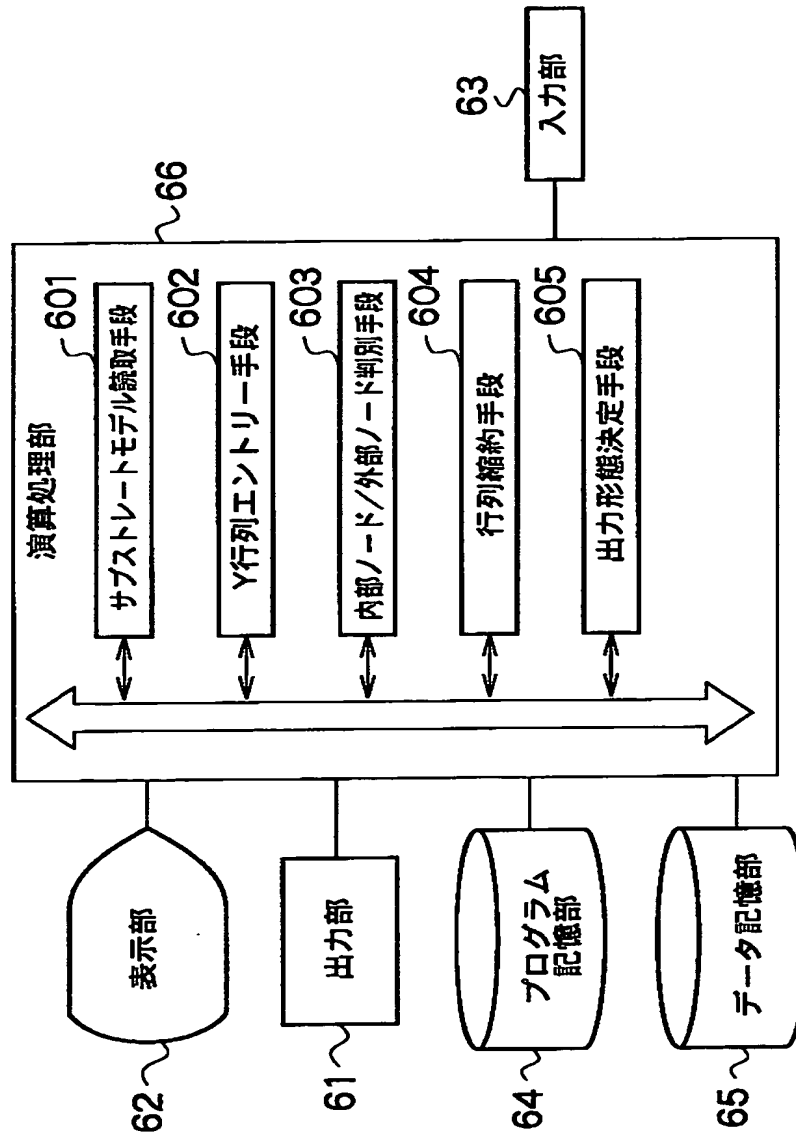 演算処理部
66
サブストレートモデル読取手段
601
Y行列エントリー手段
602
内部ノード/外部ノード判別手段
603
行列縮約手段
604
出力形態決定手段
605
入力部
63
表示部
62
出力部
61
プログラム
記憶部
64
データ記憶部
65